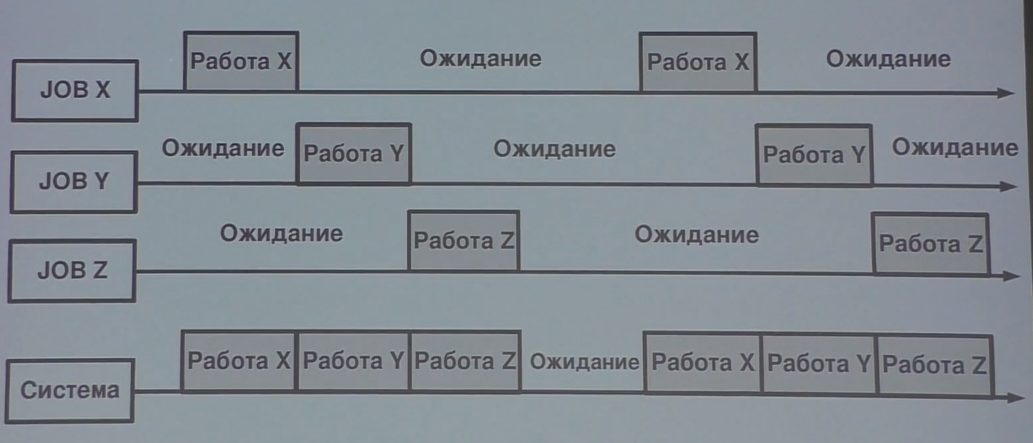 Работа X Ожидание Работа X Ожидание
JOB X
Ожидание Работа Y Ожидание Работа Y Ожидание
JOB Y
Ожидание Работа Z Ожидание Работа Z
JOB Z
Работа X Работа Y Работа Z Ожидание Работа X Работа Y Работа Z
Система